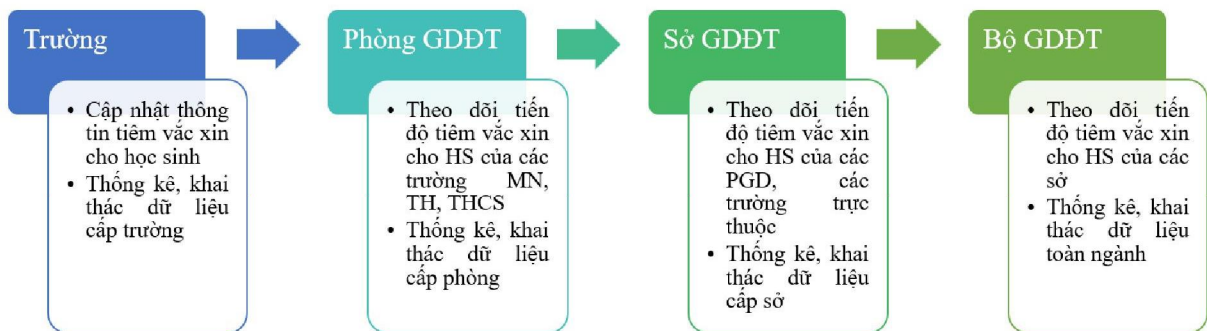 Trường
• Cập nhật thông
tin tiêm vắc xin
cho học sinh
• Thống kê, khai
thác dữ liệu
cấp trường
Phòng GDĐT
• Theo dõi tiến
độ tiêm vắc xin
cho HS của các
trường MN,
TH, THCS
• Thống kê, khai
thác dữ liệu
cấp phòng
Sở GDĐT
• Theo dõi tiến
độ tiêm vắc xin
cho HS của các
PGD, các
trường trực
thuộc
• Thống kê, khai
thác dữ liệu
cấp sở
Bộ GDĐT
• Theo dõi tiến
độ tiêm vắc xin
cho HS của các
sở
• Thống kê, khai
thác dữ liệu
toàn ngành